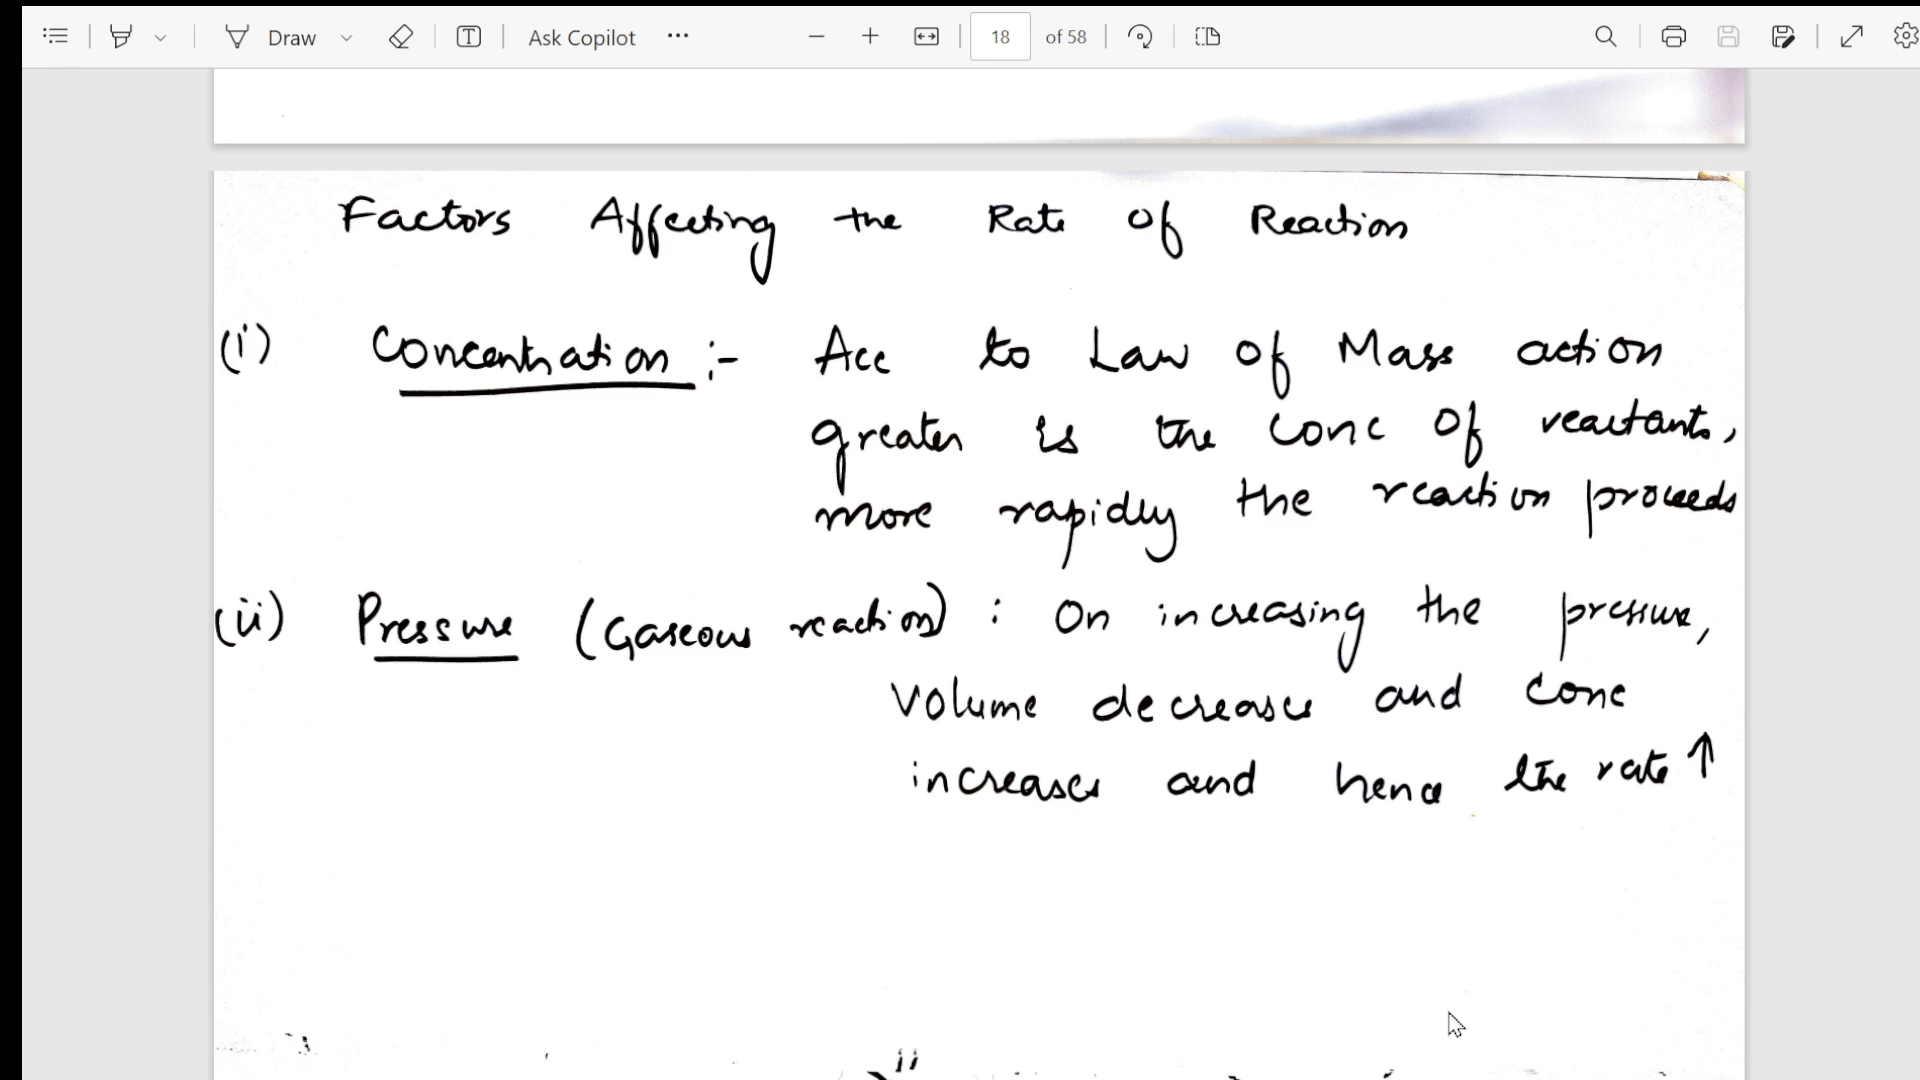 Draw
Ask Copilot
18 of 58
Factors Affecting the Rate of Reaction
(i) Concentration :- Acc to Law of Mass action
greater is the conc of reactants,
more rapidly the reaction proceeds
(ii) Pressure (Gaseous reaction) : On increasing the pressure,
Volume decreases and conc
increases and hence the rate ↑